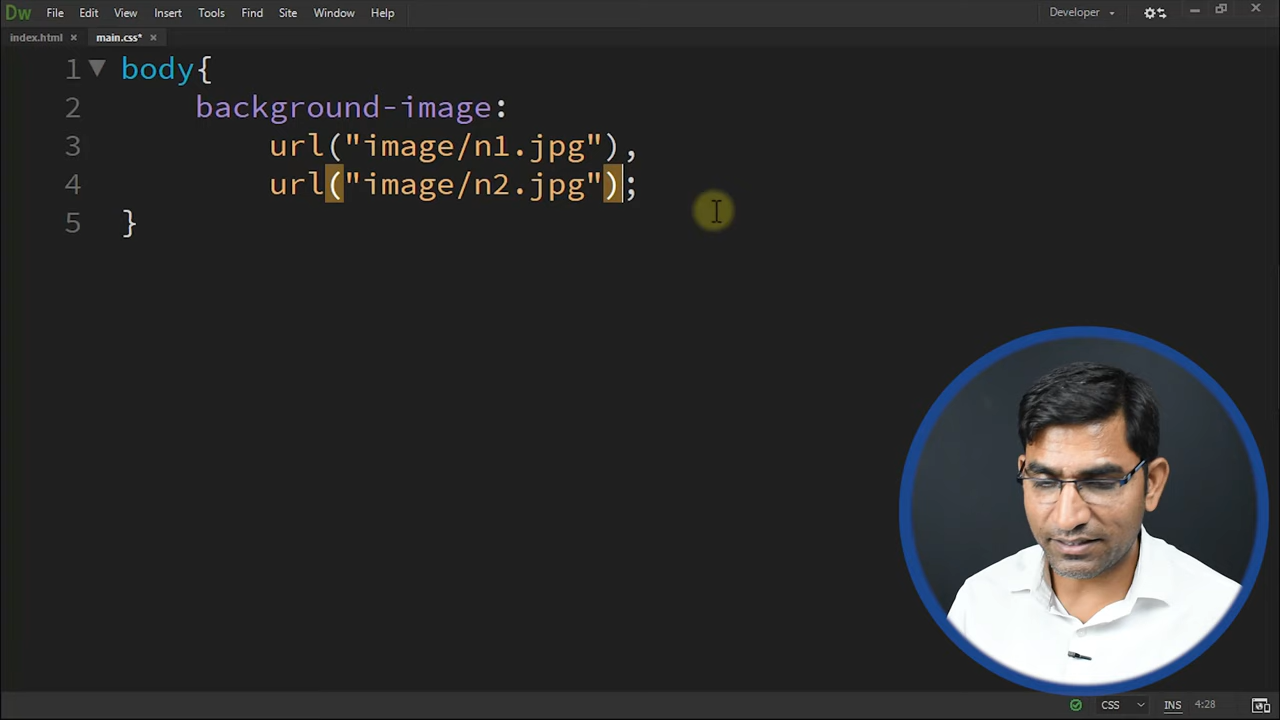 Dw File Edit View Insert Tools Find Site Window Help Developer
index.html × main.css* ×
1 body{
2 background-image:
3 url("image/n1.jpg"),
4 url("image/n2.jpg");
5 }
CSS INS 4:28